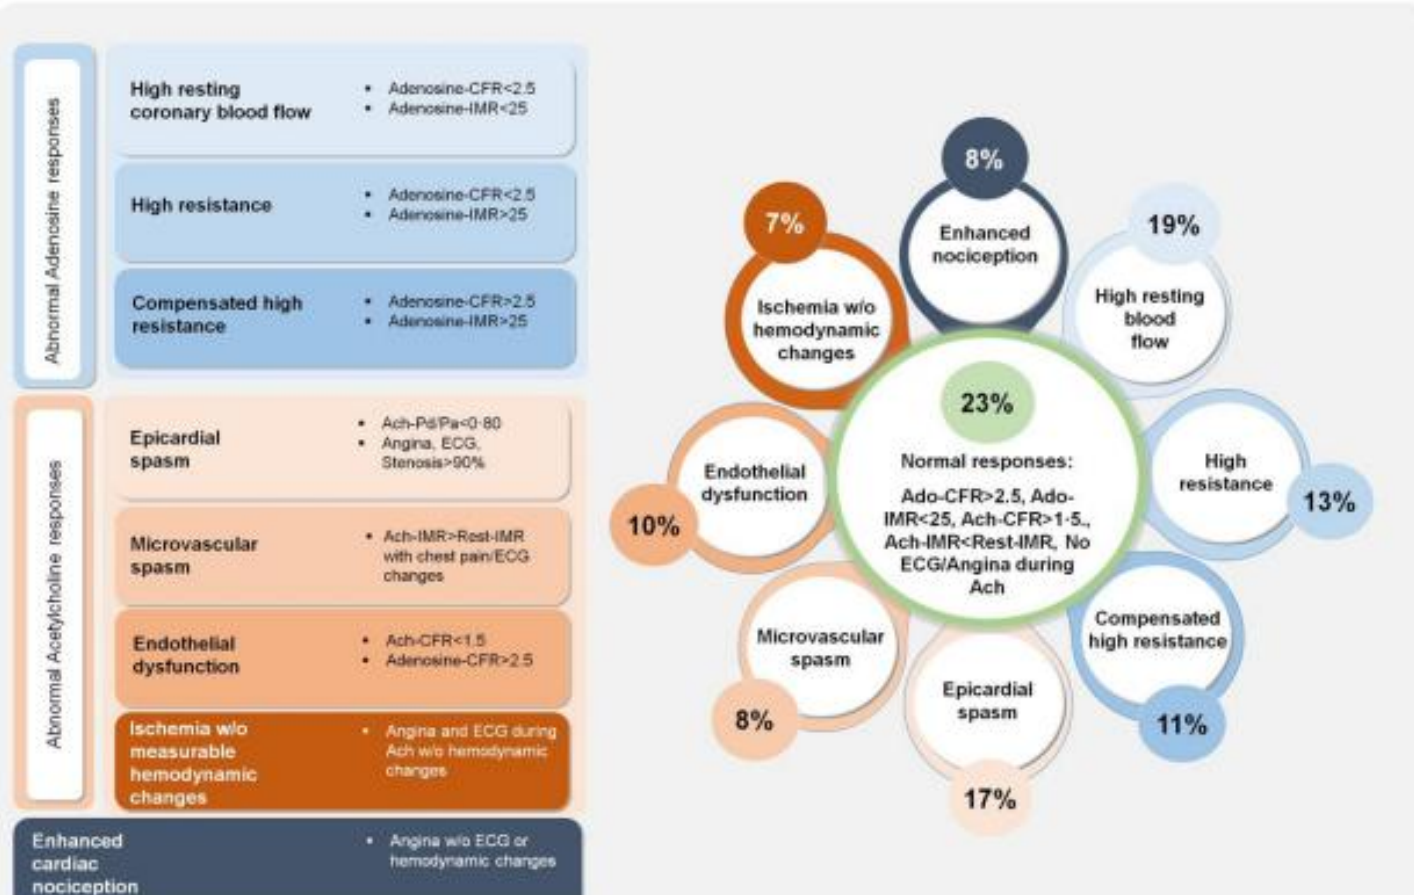 Abnormal Adenosine responses
High resting
coronary blood flow
• Adenosine-CFR<2.5
• Adenosine-IMR<25
High resistance
• Adenosine-CFR<2.5
• Adenosine-IMR>25
Compensated high
resistance
• Adenosine-CFR>2.5
• Adenosine-IMR>25
Abnormal Acetylcholine responses
Epicardial
spasm
• Ach-Pd/Pa<0·80
• Angina, ECG,
Stenosis>90%
Microvascular
spasm
• Ach-IMR>Rest-IMR
with chest pain/ECG
changes
Endothelial
dysfunction
• Ach-CFR<1.5
• Adenosine-CFR>2.5
Ischemia w/o
measurable
hemodynamic
changes
• Angina and ECG during
Ach w/o hemodynamic
changes
Enhanced
cardiac
nociception
• Angina w/o ECG or
hemodynamic changes
8%
Enhanced
nociception
19%
High resting
blood
flow
High
resistance
13%
Compensated
high resistance
11%
Epicardial
spasm
17%
Microvascular
spasm
8%
Endothelial
dysfunction
10%
7%
Ischemia w/o
hemodynamic
changes
23%
Normal responses:
Ado-CFR>2.5, Ado-
IMR<25, Ach-CFR>1·5.,
Ach-IMR<Rest-IMR, No
ECG/Angina during
Ach